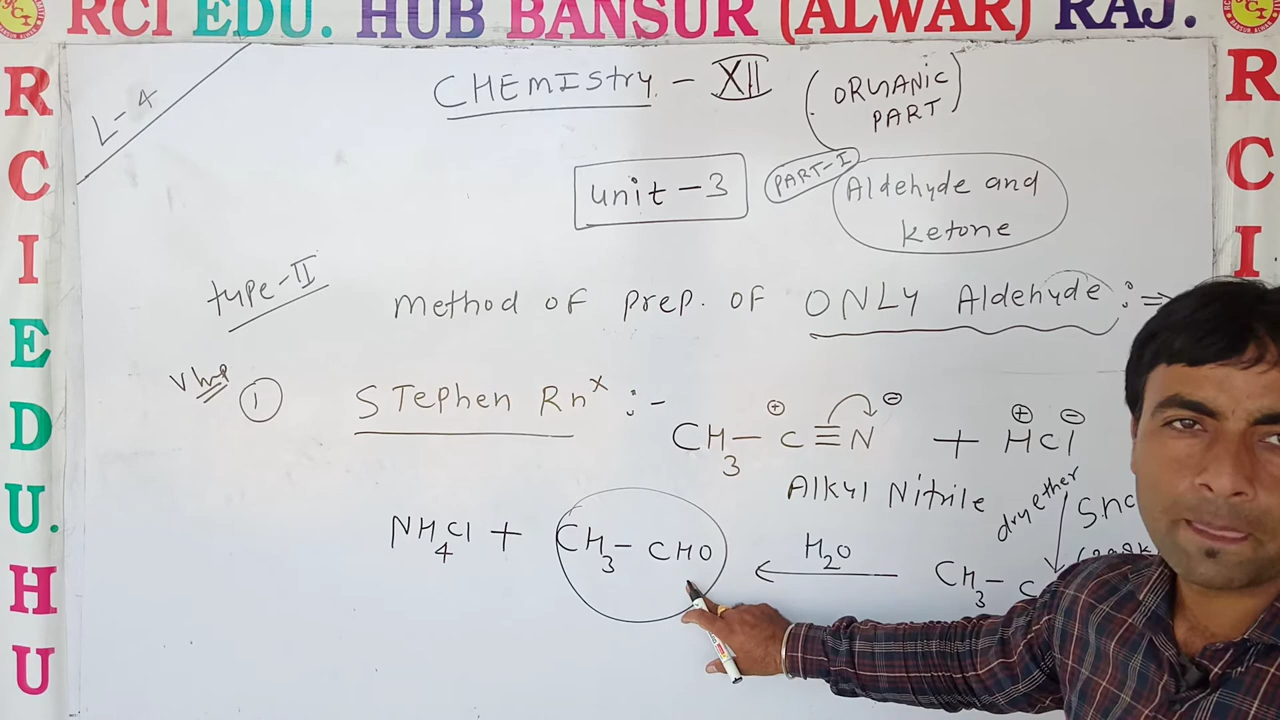 RCI EDU. HUB BANSUR (ALWAR) RAJ.
R
C
I
E
D
U.
H
U
R
C
I
L-4
CHEMIStry - XII
(ORGANIC
PART)
unit - 3
PART-I
Aldehyde and
ketone
type-II
method of prep. of ONLY Aldehyde :⇒
V Imp
① STephen Rnˣ :-
CH₃ - C⊕ ≡ N⊖ + H⊕Cl⊖
Alkyl Nitrile
dry ether
SnC
NH₄Cl + CH₃ - CHO ←H₂O CH₃ - C